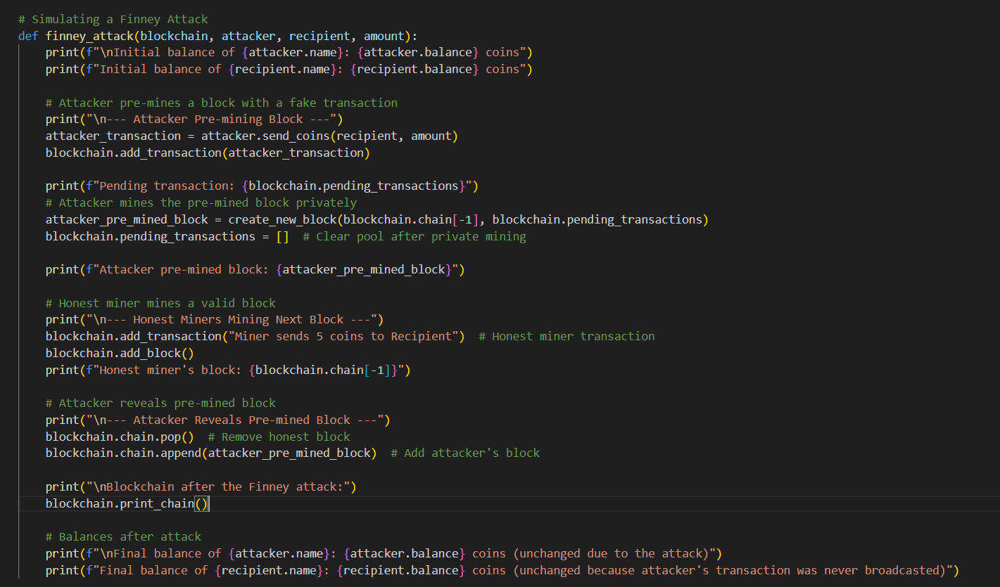 # Simulating a Finney Attack
def finney_attack(blockchain, attacker, recipient, amount):
    print(f"\nInitial balance of {attacker.name}: {attacker.balance} coins")
    print(f"Initial balance of {recipient.name}: {recipient.balance} coins")

    # Attacker pre-mines a block with a fake transaction
    print("\n--- Attacker Pre-mining Block ---")
    attacker_transaction = attacker.send_coins(recipient, amount)
    blockchain.add_transaction(attacker_transaction)

    print(f"Pending transaction: {blockchain.pending_transactions}")
    # Attacker mines the pre-mined block privately
    attacker_pre_mined_block = create_new_block(blockchain.chain[-1], blockchain.pending_transactions)
    blockchain.pending_transactions = []  # Clear pool after private mining

    print(f"Attacker pre-mined block: {attacker_pre_mined_block}")

    # Honest miner mines a valid block
    print("\n--- Honest Miners Mining Next Block ---")
    blockchain.add_transaction("Miner sends 5 coins to Recipient")  # Honest miner transaction
    blockchain.add_block()
    print(f"Honest miner's block: {blockchain.chain[-1]}")

    # Attacker reveals pre-mined block
    print("\n--- Attacker Reveals Pre-mined Block ---")
    blockchain.chain.pop()  # Remove honest block
    blockchain.chain.append(attacker_pre_mined_block)  # Add attacker's block

    print("\nBlockchain after the Finney attack:")
    blockchain.print_chain()

    # Balances after attack
    print(f"\nFinal balance of {attacker.name}: {attacker.balance} coins (unchanged due to the attack)")
    print(f"Final balance of {recipient.name}: {recipient.balance} coins (unchanged because attacker's transaction was never broadcasted)")